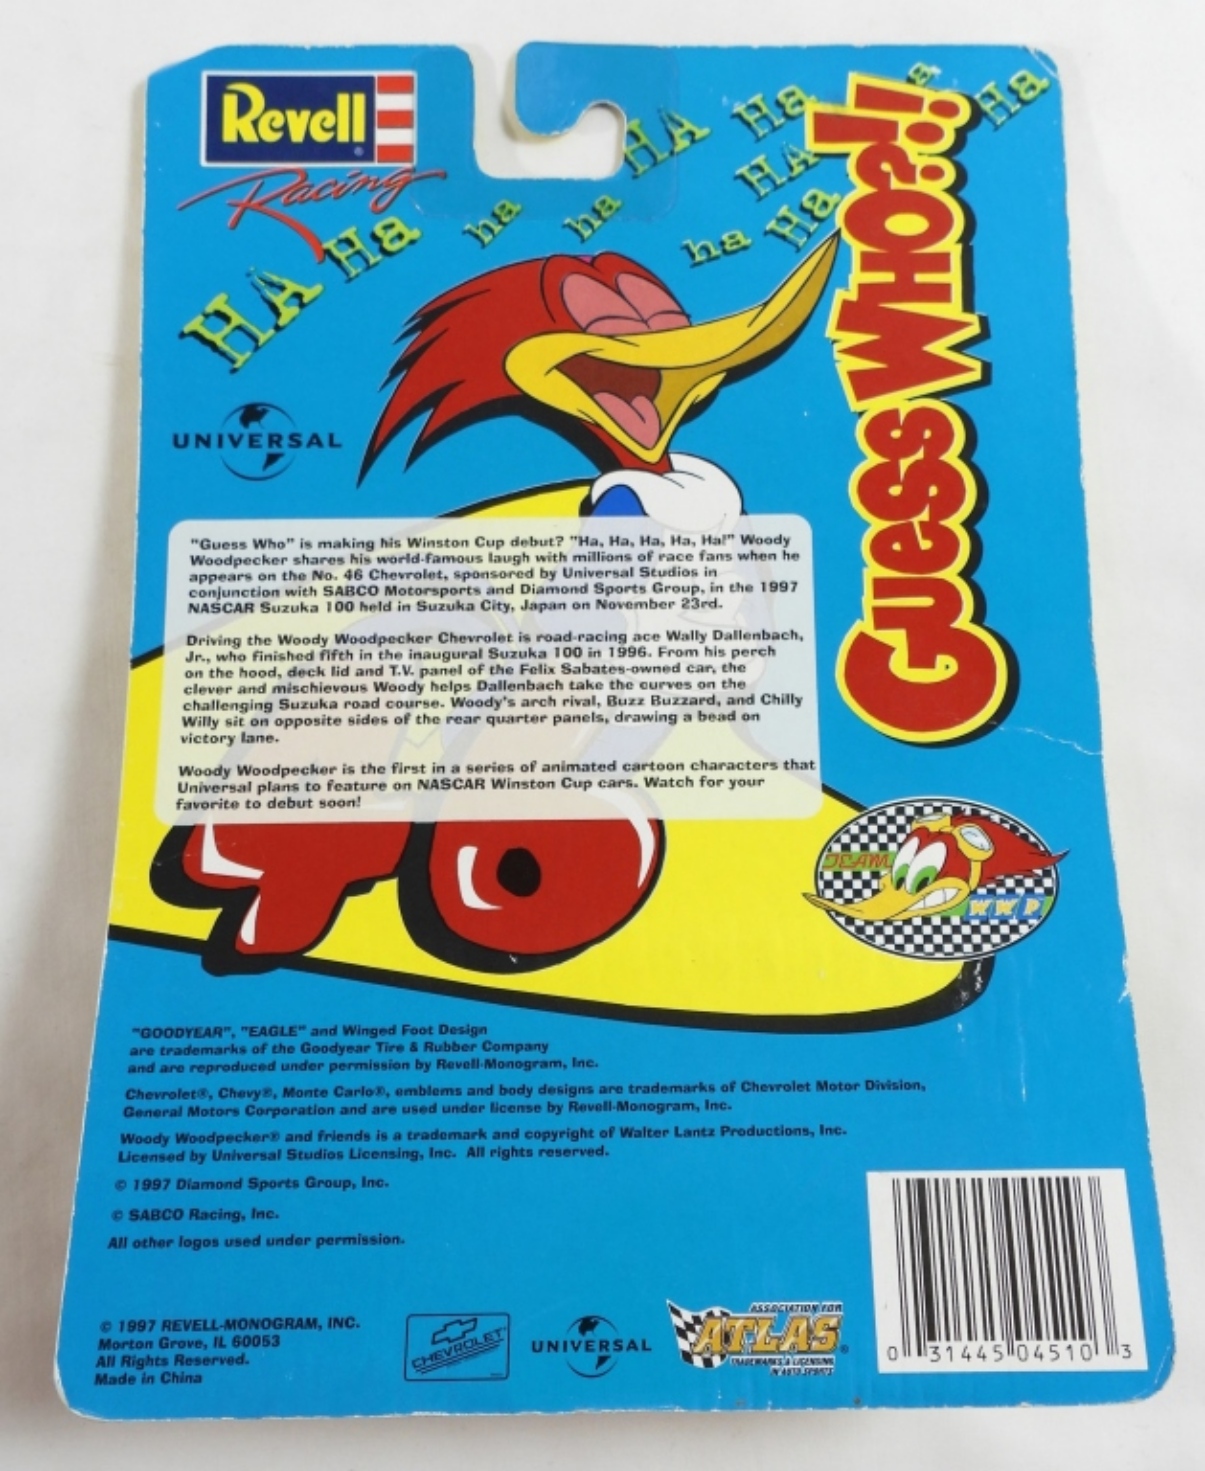 Revell
Racing
HA Ha ha ha HA Ha HA ha Ha Ha
Guess Who?!!
UNIVERSAL
"Guess Who" is making his Winston Cup debut? "Ha, Ha, Ha, Ha, Ha!" Woody
Woodpecker shares his world-famous laugh with millions of race fans when he
appears on the No. 46 Chevrolet, sponsored by Universal Studios in
conjunction with SABCO Motorsports and Diamond Sports Group, in the 1997
NASCAR Suzuka 100 held in Suzuka City, Japan on November 23rd.
Driving the Woody Woodpecker Chevrolet is road-racing ace Wally Dallenbach,
Jr., who finished fifth in the inaugural Suzuka 100 in 1996. From his perch
on the hood, deck lid and T.V. panel of the Felix Sabates-owned car, the
clever and mischievous Woody helps Dallenbach take the curves on the
challenging Suzuka road course. Woody's arch rival, Buzz Buzzard, and Chilly
Willy sit on opposite sides of the rear quarter panels, drawing a bead on
victory lane.
Woody Woodpecker is the first in a series of animated cartoon characters that
Universal plans to feature on NASCAR Winston Cup cars. Watch for your
favorite to debut soon!
TEAM
WWP
"GOODYEAR", "EAGLE" and Winged Foot Design
are trademarks of the Goodyear Tire & Rubber Company
and are reproduced under permission by Revell-Monogram, Inc.
Chevrolet®, Chevy®, Monte Carlo®, emblems and body designs are trademarks of Chevrolet Motor Division,
General Motors Corporation and are used under license by Revell-Monogram, Inc.
Woody Woodpecker® and friends is a trademark and copyright of Walter Lantz Productions, Inc.
Licensed by Universal Studios Licensing, Inc. All rights reserved.
© 1997 Diamond Sports Group, Inc.
© SABCO Racing, Inc.
All other logos used under permission.
© 1997 REVELL-MONOGRAM, INC.
Morton Grove, IL 60053
All Rights Reserved.
Made in China
CHEVROLET
UNIVERSAL
ASSOCIATION FOR
ATLAS
TRADEMARKS & LICENSING
IN AUTO SPORTS
0 31445 04510 3